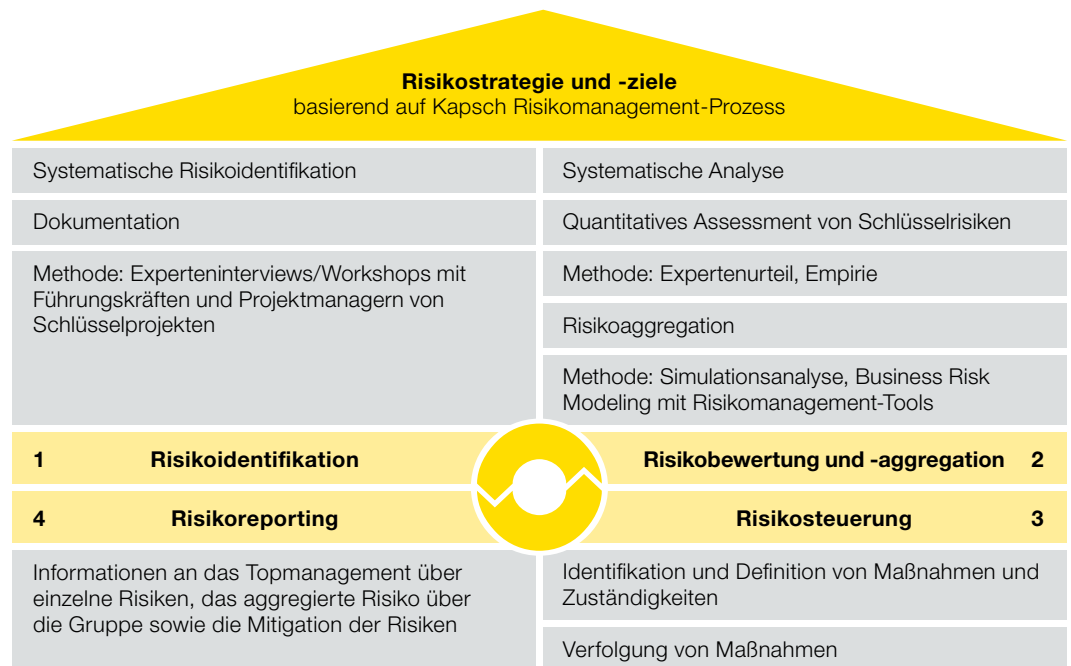 Risikostrategie und -ziele
basierend auf Kapsch Risikomanagement-Prozess
Systematische Risikoidentifikation
Dokumentation
Methode: Experteninterviews/Workshops mit
Führungskräften und Projektmanagern von
Schlüsselprojekten
Systematische Analyse
Quantitatives Assessment von Schlüsselrisiken
Methode: Expertenurteil, Empirie
Risikoaggregation
Methode: Simulationsanalyse, Business Risk
Modeling mit Risikomanagement-Tools
1 Risikoidentifikation
Risikobewertung und -aggregation 2
4 Risikoreporting
Risikosteuerung 3
Informationen an das Topmanagement über
einzelne Risiken, das aggregierte Risiko über
die Gruppe sowie die Mitigation der Risiken
Identifikation und Definition von Maßnahmen und
Zuständigkeiten
Verfolgung von Maßnahmen